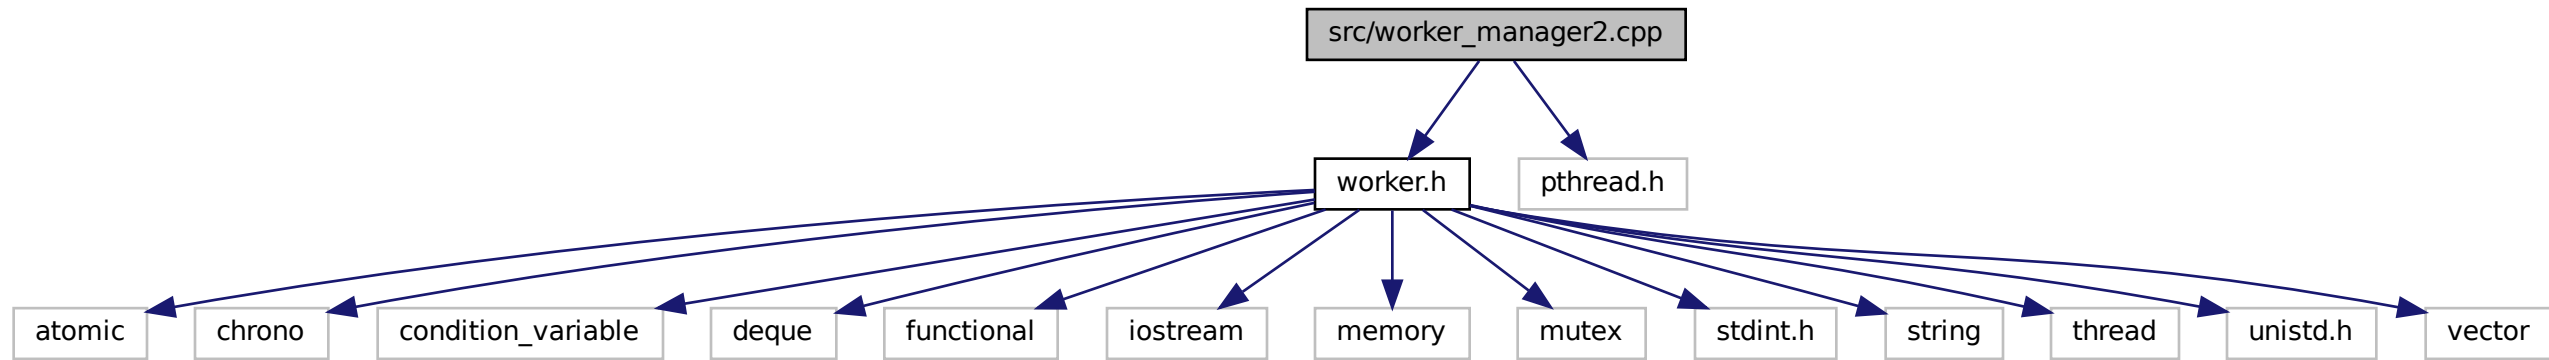 src/worker_manager2.cpp
worker.h
pthread.h
atomic
chrono
condition_variable
deque
functional
iostream
memory
mutex
stdint.h
string
thread
unistd.h
vector